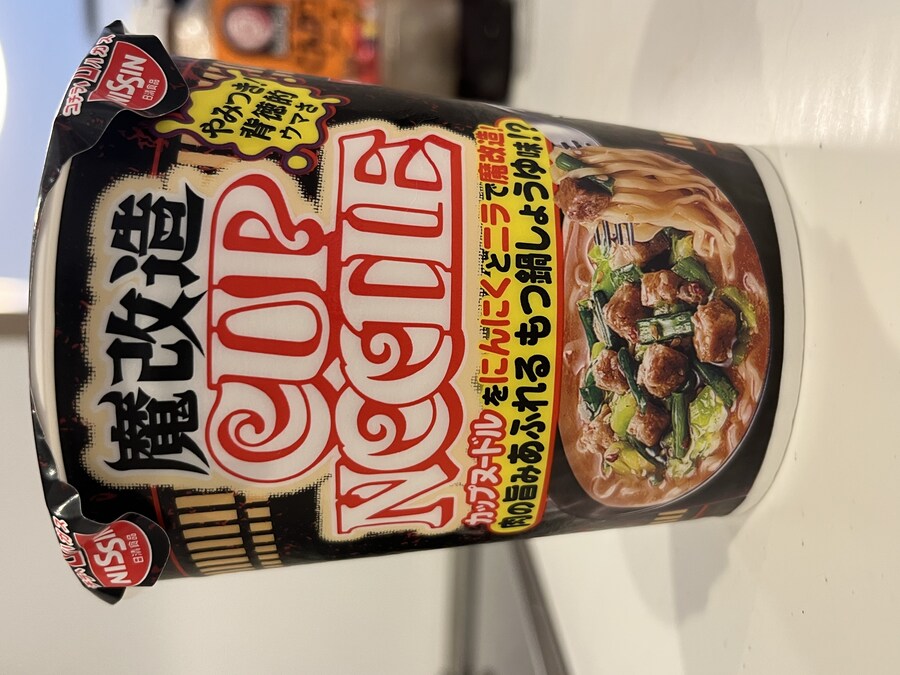 NISSIN
日清食品
NISSIN
日清食品
やみつき!
背徳的
ウマさ
魔改造
CUP
NOODLE
カップヌードルをにんにくとニラで魔改造!
肉の旨みあふれるもつ鍋しょうゆ味!?